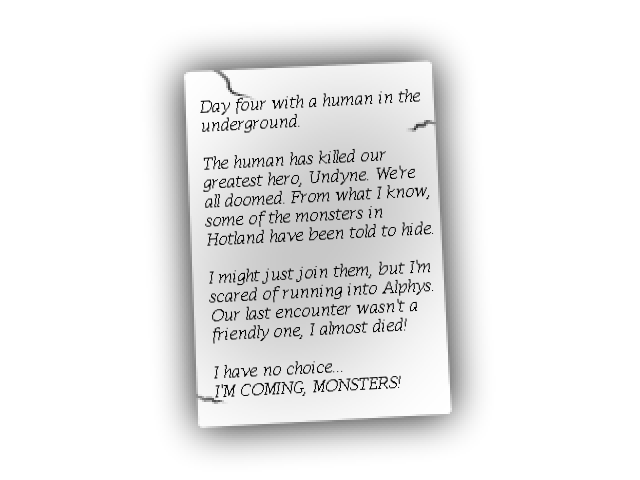 Day four with a human in the
underground.
The human has killed our
greatest hero, Undyne. We're
all doomed. From what I know,
some of the monsters in
Hotland have been told to hide.
I might just join them, but I'm
scared of running into Alphys.
Our last encounter wasn't a
friendly one, I almost died!
I have no choice...
I'M COMING, MONSTERS!